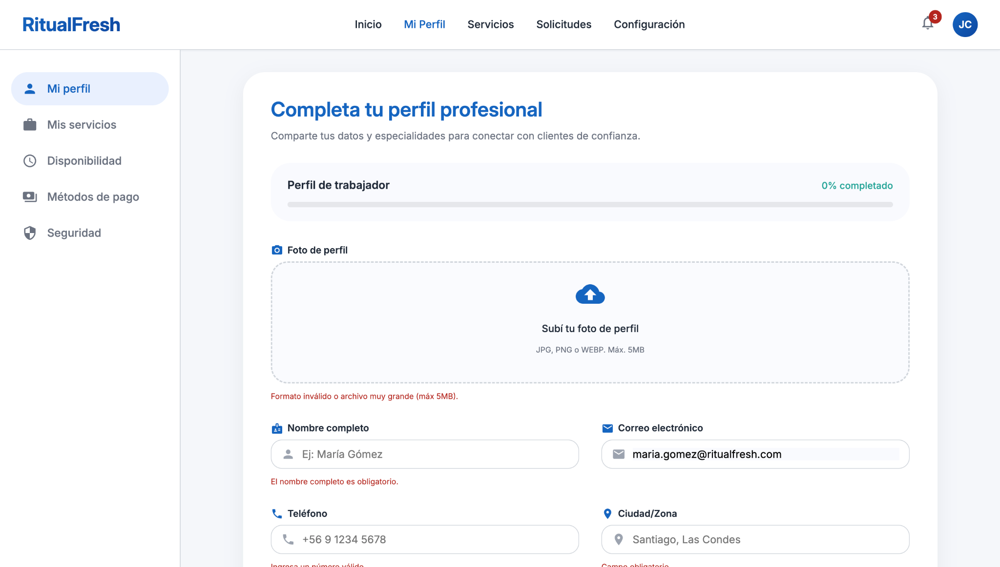 RitualFresh
Inicio
Mi Perfil
Servicios
Solicitudes
Configuración
3
JC
Mi perfil
Mis servicios
Disponibilidad
Métodos de pago
Seguridad
Completa tu perfil profesional
Comparte tus datos y especialidades para conectar con clientes de confianza.
Perfil de trabajador
0% completado
Foto de perfil
Subí tu foto de perfil
JPG, PNG o WEBP. Máx. 5MB
Formato inválido o archivo muy grande (máx 5MB).
Nombre completo
Ej: María Gómez
El nombre completo es obligatorio.
Correo electrónico
maria.gomez@ritualfresh.com
Teléfono
+56 9 1234 5678
Ingresa un número válido.
Ciudad/Zona
Santiago, Las Condes
Campo obligatorio.